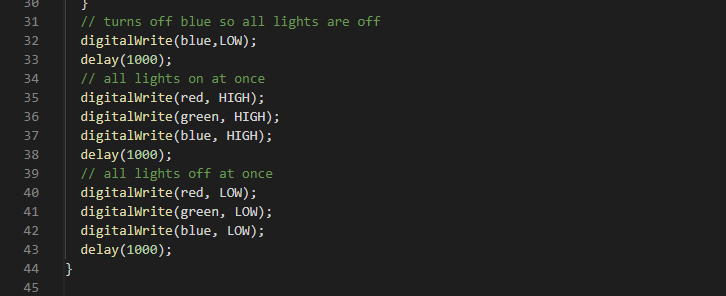 30 }
31 // turns off blue so all lights are off
32 digitalWrite(blue,LOW);
33 delay(1000);
34 // all lights on at once
35 digitalWrite(red, HIGH);
36 digitalWrite(green, HIGH);
37 digitalWrite(blue, HIGH);
38 delay(1000);
39 // all lights off at once
40 digitalWrite(red, LOW);
41 digitalWrite(green, LOW);
42 digitalWrite(blue, LOW);
43 delay(1000);
44 }
45